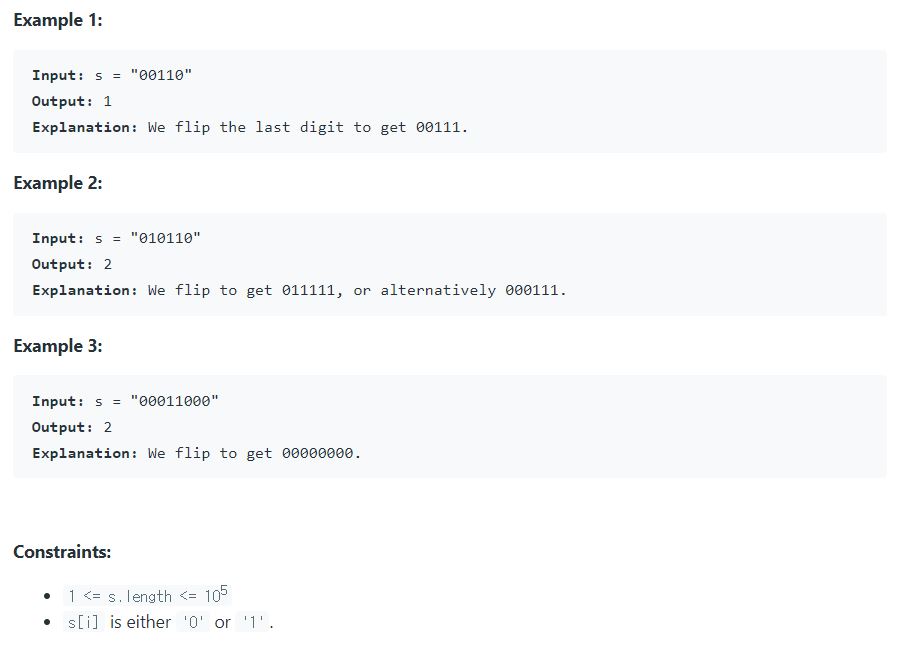 Example 1:
Input: s = "00110"
Output: 1
Explanation: We flip the last digit to get 00111.
Example 2:
Input: s = "010110"
Output: 2
Explanation: We flip to get 011111, or alternatively 000111.
Example 3:
Input: s = "00011000"
Output: 2
Explanation: We flip to get 00000000.
Constraints:
• 1 <= s.length <= 10⁵
• s[i] is either '0' or '1'.